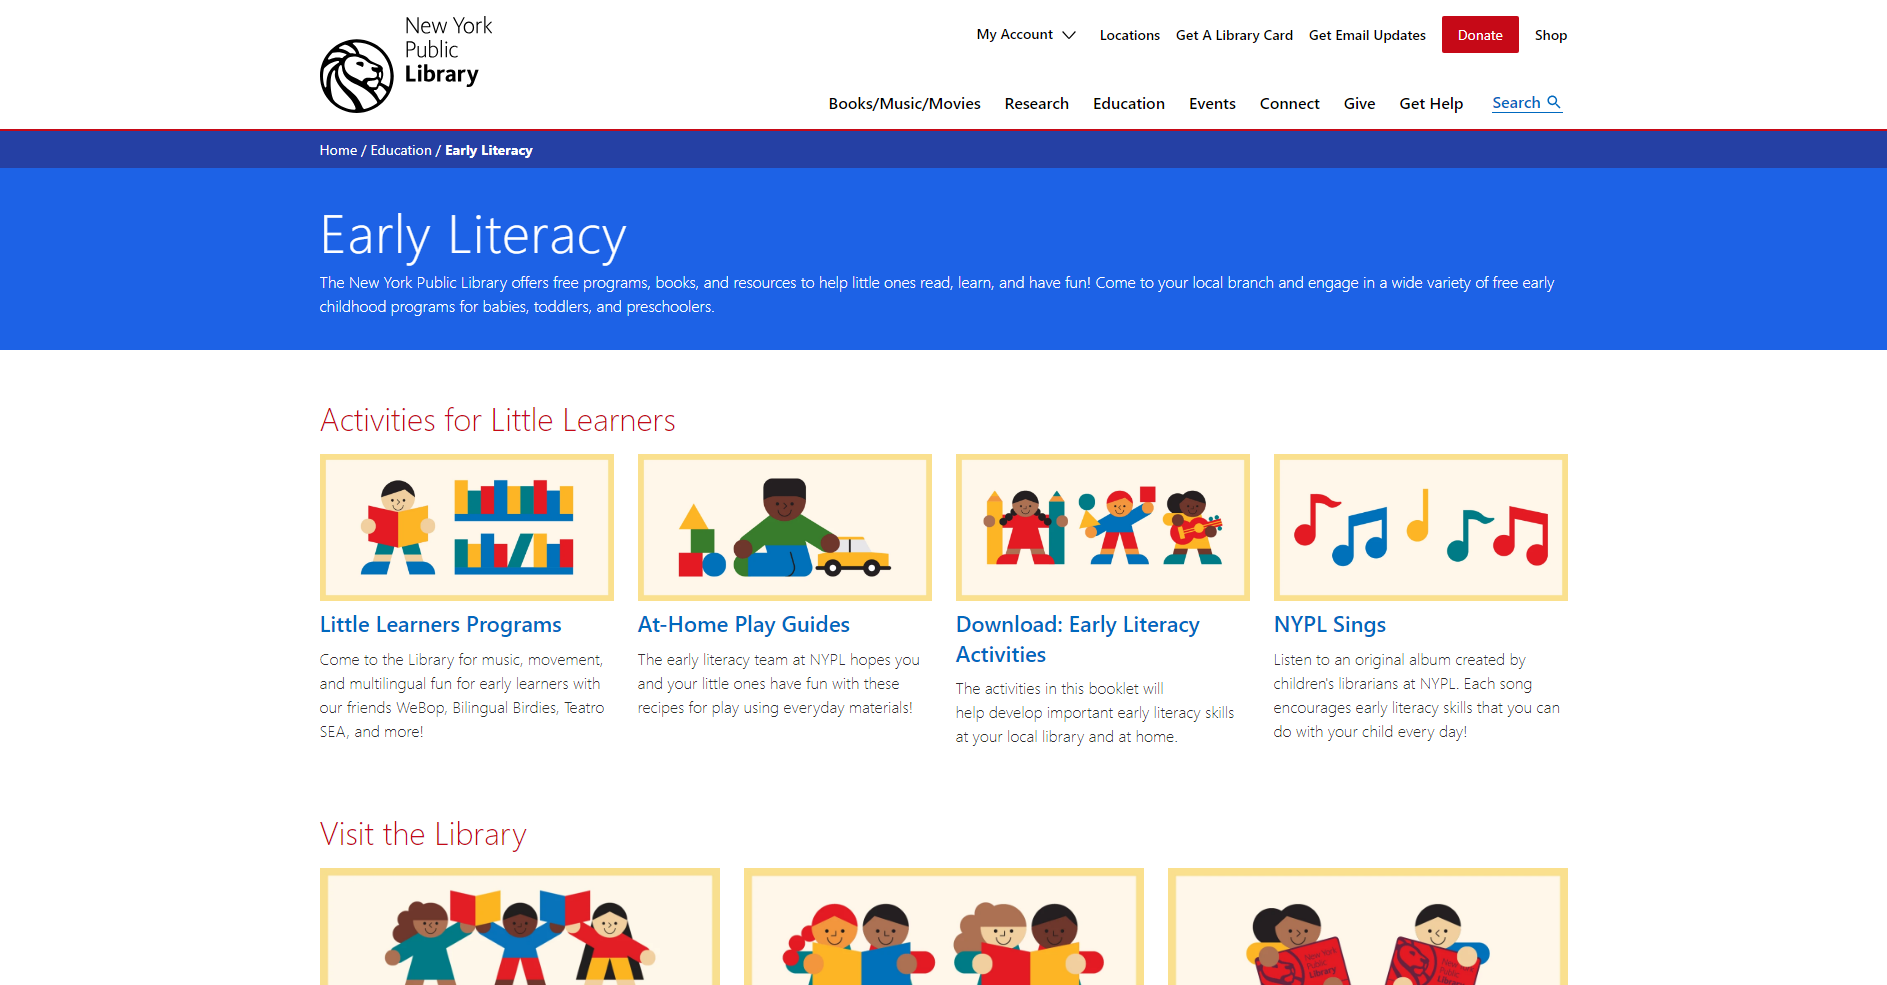 New York
Public
Library
My Account
Locations
Get A Library Card
Get Email Updates
Donate
Shop
Books/Music/Movies
Research
Education
Events
Connect
Give
Get Help
Search
Home / Education / Early Literacy
Early Literacy
The New York Public Library offers free programs, books, and resources to help little ones read, learn, and have fun! Come to your local branch and engage in a wide variety of free early
childhood programs for babies, toddlers, and preschoolers.
Activities for Little Learners
Little Learners Programs
Come to the Library for music, movement,
and multilingual fun for early learners with
our friends WeBop, Bilingual Birdies, Teatro
SEA, and more!
At-Home Play Guides
The early literacy team at NYPL hopes you
and your little ones have fun with these
recipes for play using everyday materials!
Download: Early Literacy
Activities
The activities in this booklet will
help develop important early literacy skills
at your local library and at home.
NYPL Sings
Listen to an original album created by
children's librarians at NYPL. Each song
encourages early literacy skills that you can
do with your child every day!
Visit the Library
New York
Public
Library
New York
Public